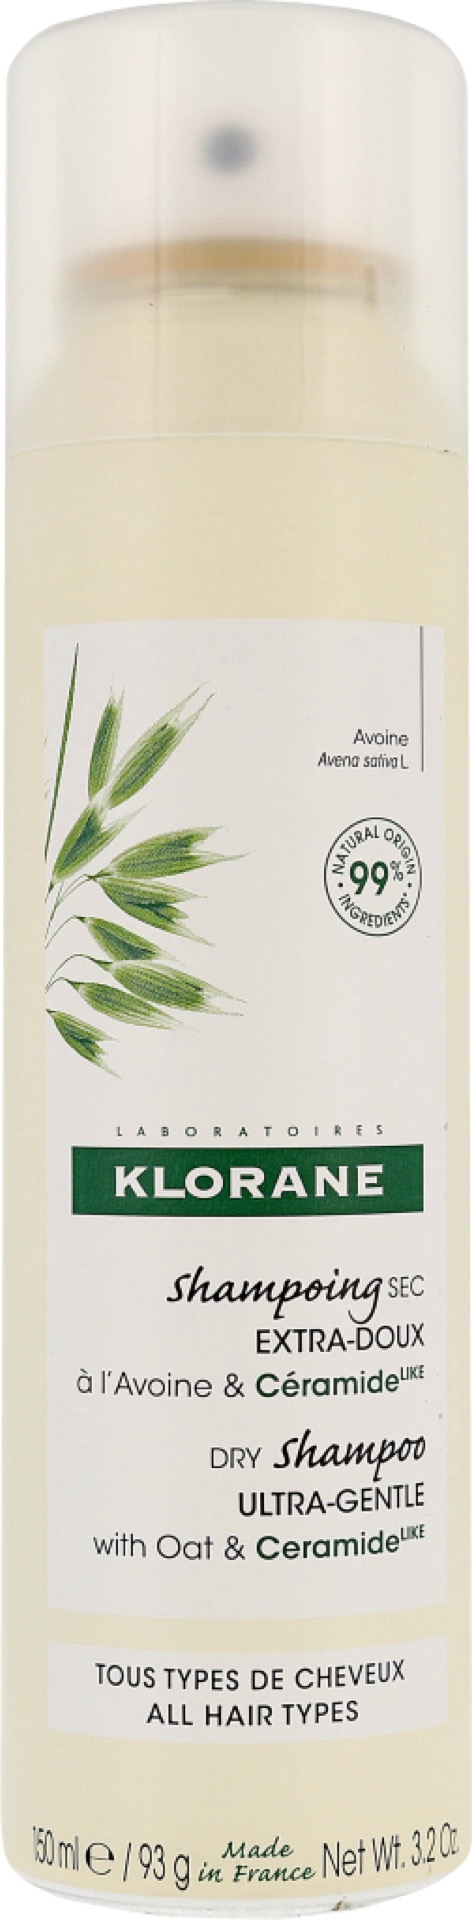 Avoine
Avena sativa L
NATURAL ORIGIN
99%
INGREDIENTS
LABORATOIRES
KLORANE
Shampoing SEC
EXTRA-DOUX
à l'Avoine & CéramideLIKE
DRY Shampoo
ULTRA-GENTLE
with Oat & CeramideLIKE
TOUS TYPES DE CHEVEUX
ALL HAIR TYPES
150 ml e / 93 g Made in France Net Wt. 3.2 Oz.